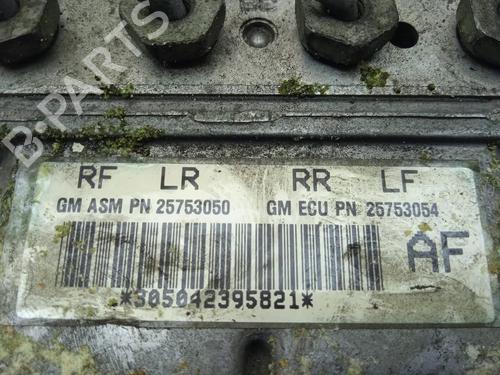 B-PARTS
RF LR RR LF
GM ASM PN 25753050 GM ECU PN 25753054
AF
*305042395821*